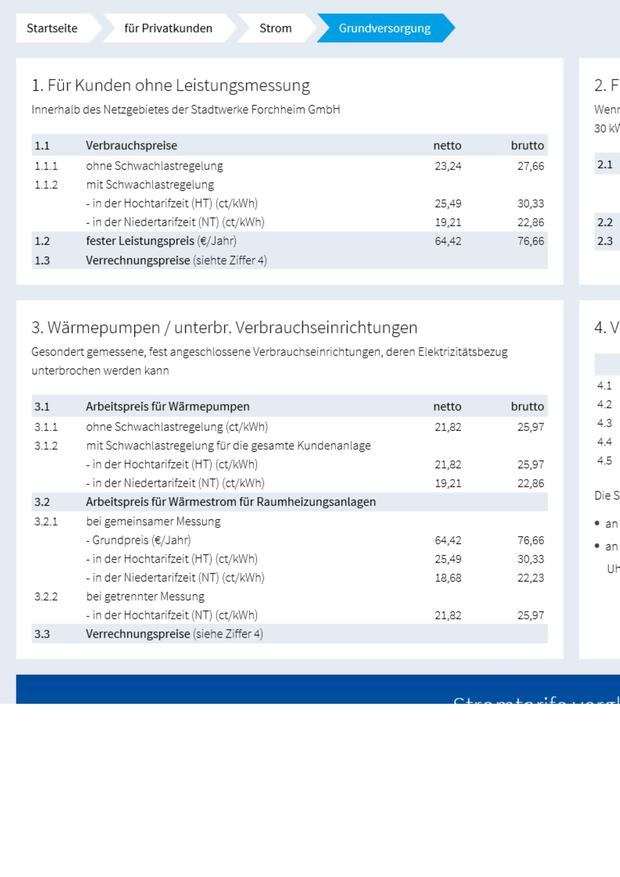 Startseite für Privatkunden Strom Grundversorgung
1. Für Kunden ohne Leistungsmessung
Innerhalb des Netzgebietes der Stadtwerke Forchheim GmbH
1.1 Verbrauchspreise netto brutto
1.1.1 ohne Schwachlastregelung 23,24 27,66
1.1.2 mit Schwachlastregelung
- in der Hochtarifzeit (HT) (ct/kWh) 25,49 30,33
- in der Niedertarifzeit (NT) (ct/kWh) 19,21 22,86
1.2 fester Leistungspreis (€/Jahr) 64,42 76,66
1.3 Verrechnungspreise (siehte Ziffer 4)
2. F
Wenn
30 kW
2.1
2.2
2.3
3. Wärmepumpen / unterbr. Verbrauchseinrichtungen
Gesondert gemessene, fest angeschlossene Verbrauchseinrichtungen, deren Elektrizitätsbezug
unterbrochen werden kann
3.1 Arbeitspreis für Wärmepumpen netto brutto
3.1.1 ohne Schwachlastregelung (ct/kWh) 21,82 25,97
3.1.2 mit Schwachlastregelung für die gesamte Kundenanlage
- in der Hochtarifzeit (HT) (ct/kWh) 21,82 25,97
- in der Niedertarifzeit (NT) (ct/kWh) 19,21 22,86
3.2 Arbeitspreis für Wärmestrom für Raumheizungsanlagen
3.2.1 bei gemeinsamer Messung
- Grundpreis (€/Jahr) 64,42 76,66
- in der Hochtarifzeit (HT) (ct/kWh) 25,49 30,33
- in der Niedertarifzeit (NT) (ct/kWh) 18,68 22,23
3.2.2 bei getrennter Messung
- in der Hochtarifzeit (NT) (ct/kWh) 21,82 25,97
3.3 Verrechnungspreise (siehe Ziffer 4)
4. V
4.1
4.2
4.3
4.4
4.5
Die S
• an
• an
Uh